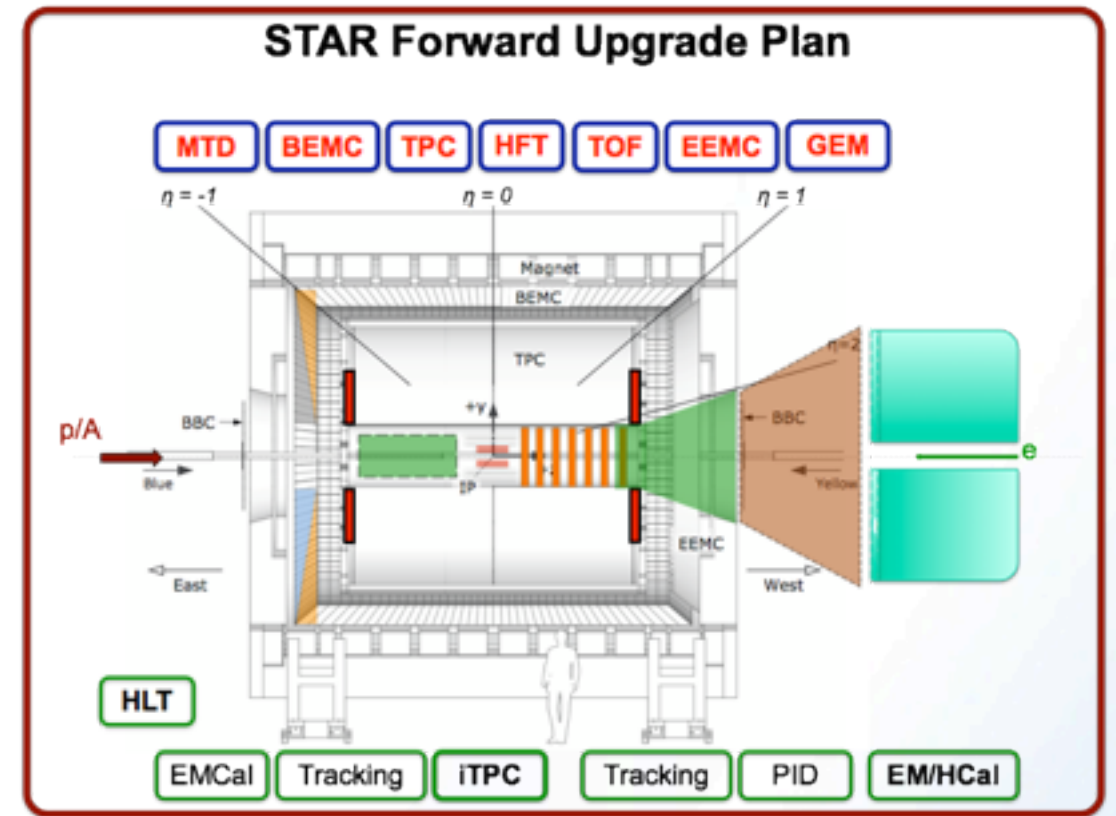 STAR Forward Upgrade Plan
MTD BEMC TPC HFT TOF EEMC GEM
η = -1 η = 0 η = 1
Magnet
BEMC
TPC
η=2
+y
BBC BBC
p/A
e
Blue IP Yellow
EEMC
East West
HLT
EMCal Tracking iTPC Tracking PID EM/HCal